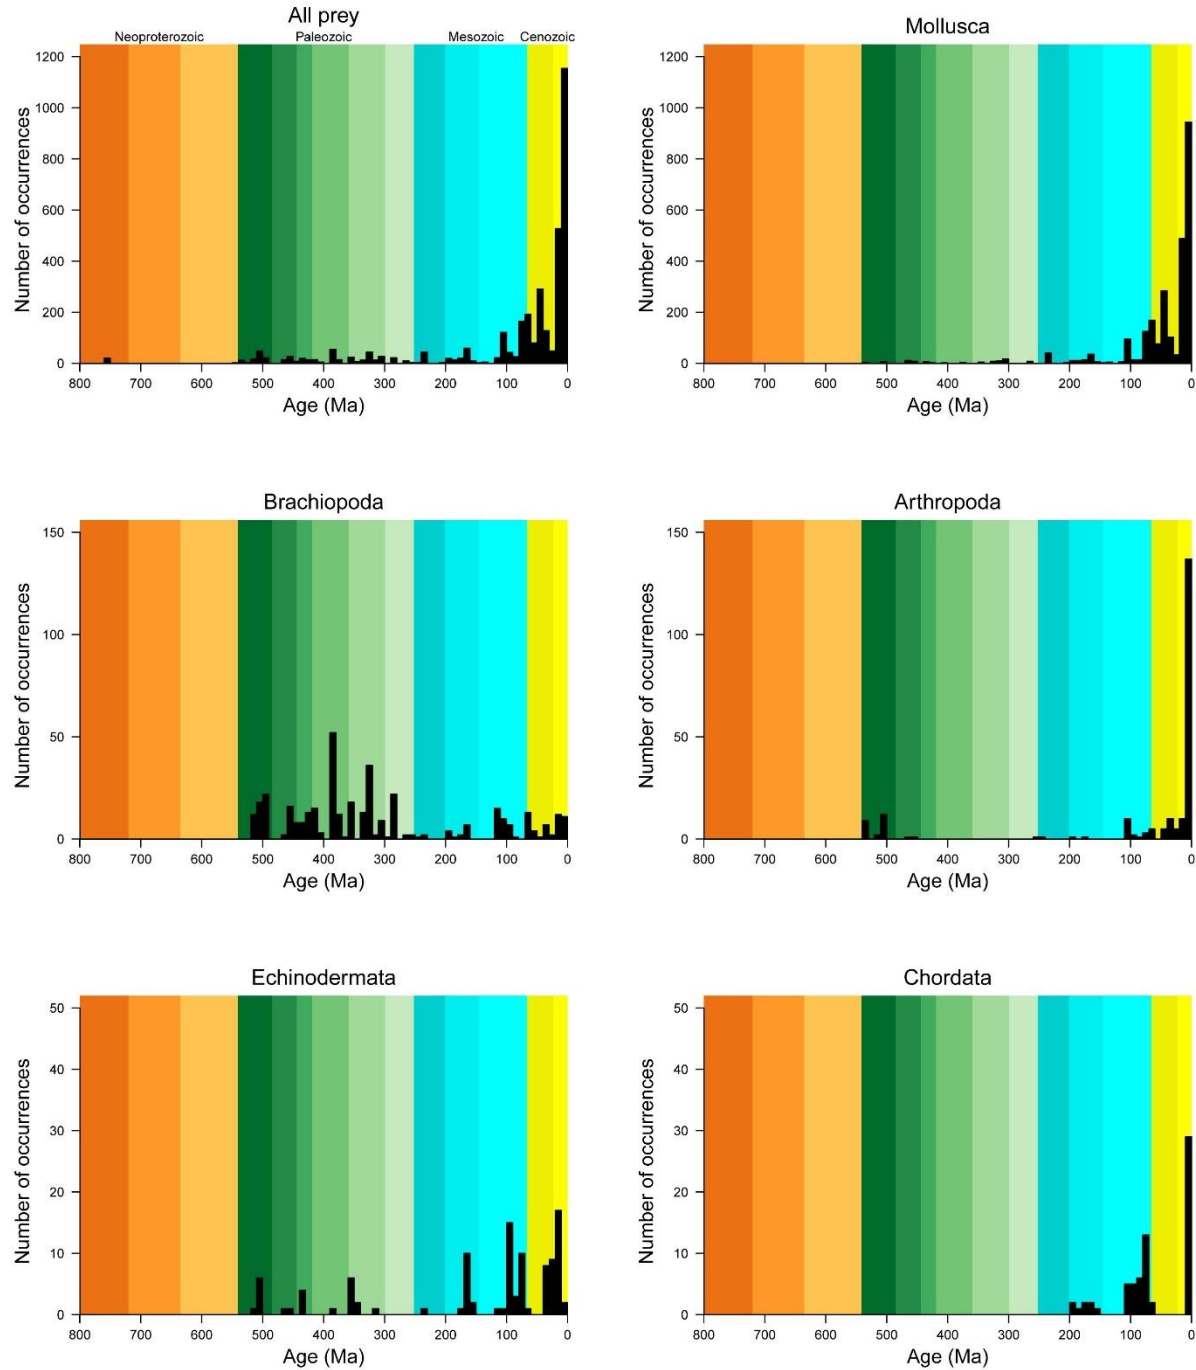 All prey
Neoproterozoic Paleozoic Mesozoic Cenozoic
Number of occurrences
1200
1000
800
600
400
200
0
800 700 600 500 400 300 200 100 0
Age (Ma)
Mollusca
Number of occurrences
1200
1000
800
600
400
200
0
800 700 600 500 400 300 200 100 0
Age (Ma)
Brachiopoda
Number of occurrences
150
100
50
0
800 700 600 500 400 300 200 100 0
Age (Ma)
Arthropoda
Number of occurrences
150
100
50
0
800 700 600 500 400 300 200 100 0
Age (Ma)
Echinodermata
Number of occurrences
50
40
30
20
10
0
800 700 600 500 400 300 200 100 0
Age (Ma)
Chordata
Number of occurrences
50
40
30
20
10
0
800 700 600 500 400 300 200 100 0
Age (Ma)